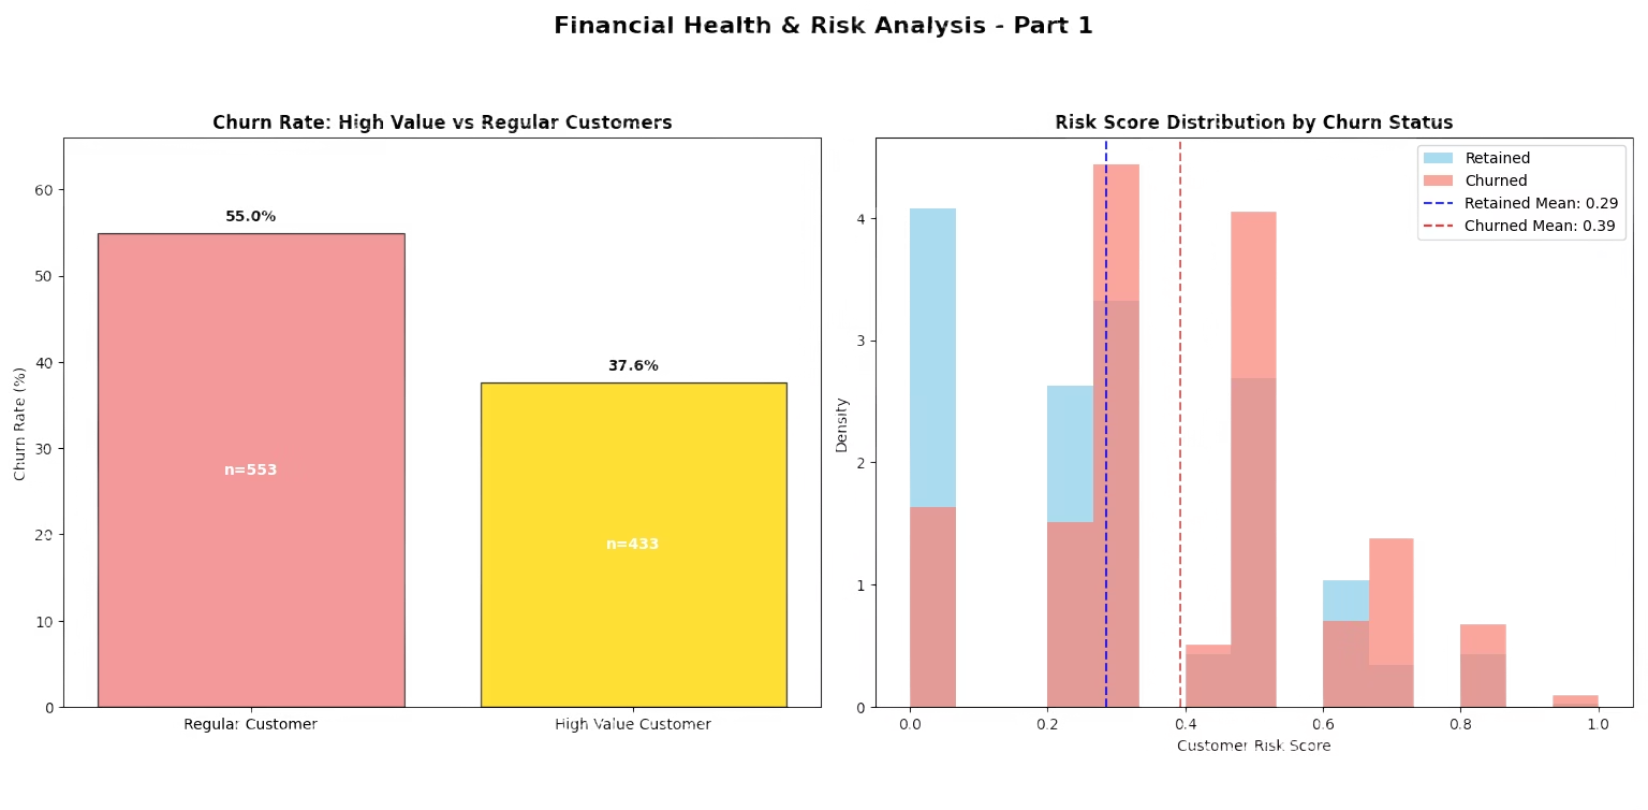 Financial Health & Risk Analysis - Part 1
Churn Rate: High Value vs Regular Customers
Churn Rate (%)
60
50
40
30
20
10
0
55.0%
n=553
37.6%
n=433
Regular Customer
High Value Customer
Risk Score Distribution by Churn Status
Density
4
3
2
1
0
Retained
Churned
Retained Mean: 0.29
Churned Mean: 0.39
0.0
0.2
0.4
0.6
0.8
1.0
Customer Risk Score